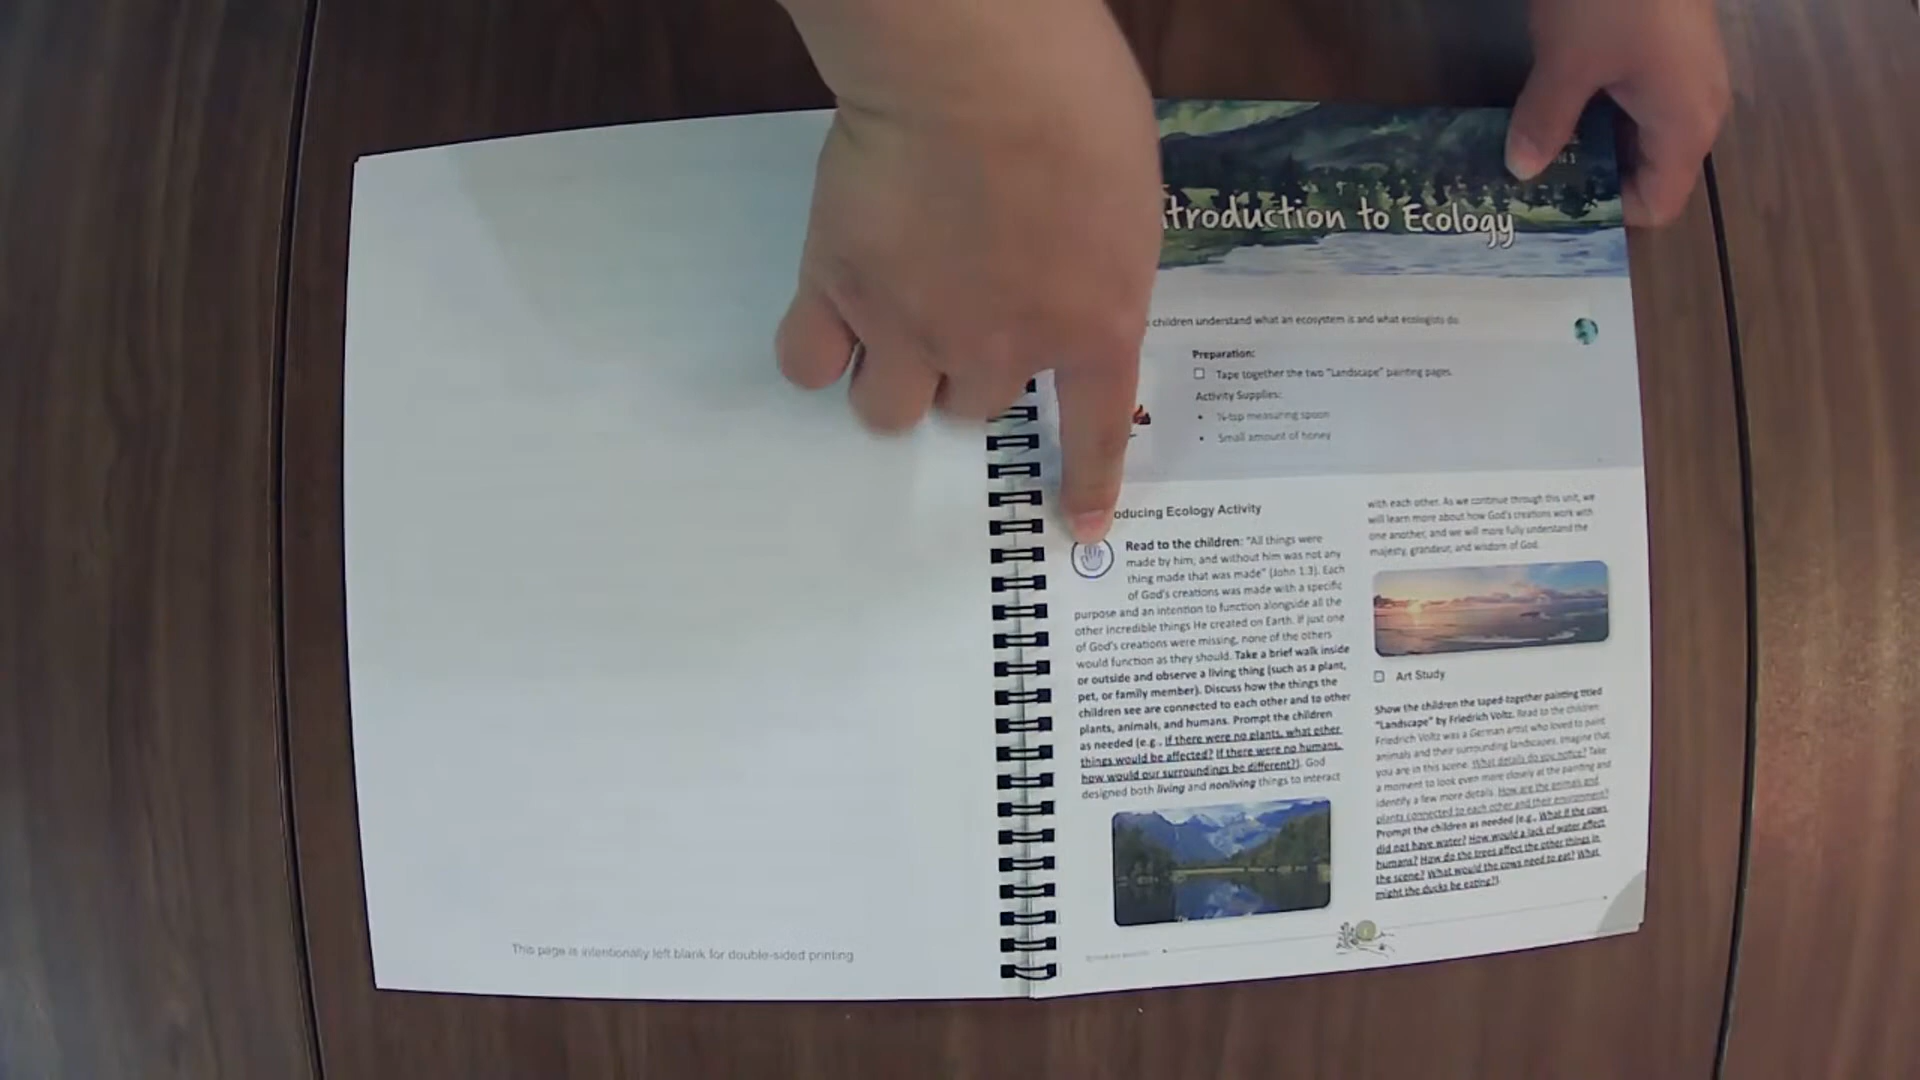 This page is intentionally left blank for double-sided printing
troduction to Ecology
children understand what an ecosystem is and what ecologists do.
Preparation:
Tape together the two "Landscape" painting pages.
Activity Supplies:
• ¼-tsp measuring spoon
• Small amount of honey
oducing Ecology Activity
Read to the children: "All things were
made by him; and without him was not any
thing made that was made" (John 1:3). Each
of God's creations was made with a specific
purpose and an intention to function alongside all the
other incredible things He created on Earth. If just one
of God's creations were missing, none of the others
would function as they should. Take a brief walk inside
or outside and observe a living thing (such as a plant,
pet, or family member). Discuss how the things the
children see are connected to each other and to other
plants, animals, and humans. Prompt the children
as needed (e.g., If there were no plants, what other
things would be affected? If there were no humans,
how would our surroundings be different?). God
designed both living and nonliving things to interact
with each other. As we continue through this unit, we
will learn more about how God's creations work with
one another, and we will more fully understand the
majesty, grandeur, and wisdom of God.
Art Study
Show the children the taped-together painting titled
"Landscape" by Friedrich Voltz. Read to the children:
Friedrich Voltz was a German artist who loved to paint
animals and their surrounding landscapes. Imagine that
you are in this scene. What details do you notice? Take
a moment to look even more closely at the painting and
identify a few more details. How are the animals and
plants connected to each other and their environment?
Prompt the children as needed (e.g., What if the cows
did not have water? How would a lack of water affect
humans? How do the trees affect the other things in
the scene? What would the cows need to eat? What
might the ducks be eating?).